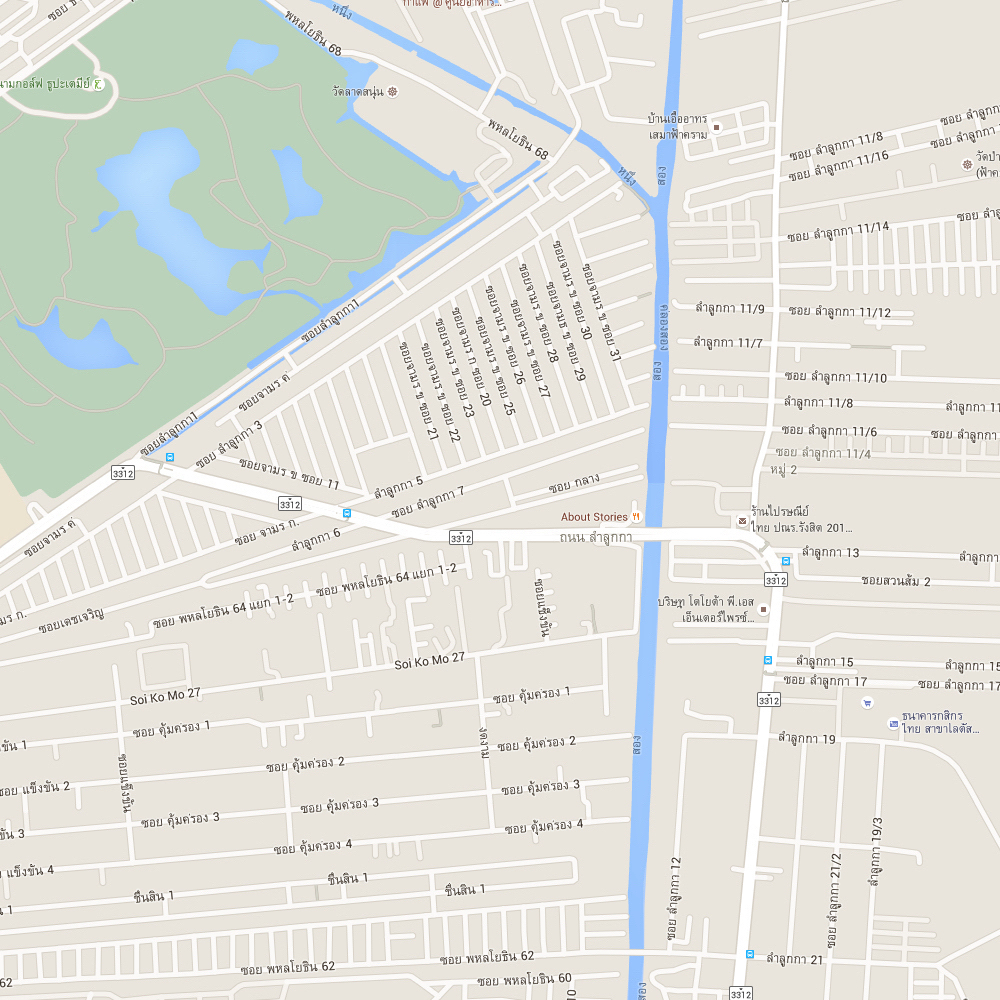 พหลโยธิน 68
หนึ่ง
วัดลาดสนุ่น
พหลโยธิน 68
บ้านเอื้ออาทร
เสมาฟ้าคราม
หนึ่ง
สอง
ซอย ลำลูกกา 11/8
ซอย ลำลูกกา 11/16
ซอย ลำลูกกา 11/14
ลำลูกกา 11/9
ซอย ลำลูกกา 11/12
ลำลูกกา 11/7
ซอย ลำลูกกา 11/10
ซอย ลำลูกกา 11/8
ซอย ลำลูกกา 11/6
ซอย ลำลูกกา 11/4
หมู่ 2
คลองสอง
สอง
ซอยลำลูกกา1
ซอยจามร ค่
ซอยลำลูกกา1
ซอย ลำลูกกา 3
ซอยจามร ข ซอย 11
ซอยจามร ข ซอย 21
ซอยจามร ข ซอย 22
ซอยจามร ข ซอย 23
ซอยจามร ก ซอย 20
ซอยจามร ข ซอย 25
ซอยจามร ข ซอย 26
ซอยจามร ข ซอย 27
ซอยจามร ข ซอย 28
ซอยจามร ข ซอย 29
ซอยจามร ข ซอย 30
ซอยจามร ข ซอย 31
3312
3312
3312
ลำลูกกา 5
ซอย ลำลูกกา 7
ซอย กลาง
About Stories
ถนน ลำลูกกา
ร้านไปรษณีย์
ไทย ปณร.รังสิต 201...
ซอยจามร ค่
ซอย จามร ก.
ลำลูกกา 6
ลำลูกกา 13
3312
ซอยสวนส้ม 2
ซอย พหลโยธิน 64 แยก 1-2
ซอย พหลโยธิน 64 แยก 1-2
ซอยเดชเจริญ
ซอยแข็งขัน
บริษัท โตโยต้า พี.เอส
เอ็นเตอร์ไพรซ์...
Soi Ko Mo 27
Soi Ko Mo 27
ลำลูกกา 15
ลำลูกกา 15
ซอย ลำลูกกา 17
ซอย ลำลูกกา 17
3312
ธนาคารกสิกร
ไทย สาขาโลตัส...
ซอย คุ้มครอง 1
ซอย คุ้มครอง 1
ซอย คุ้มครอง 2
ซอย คุ้มครอง 2
งดงาม
สอง
ลำลูกกา 19
ซอยแข็งขัน
ซอย คุ้มครอง 3
ซอย คุ้มครอง 3
ซอย คุ้มครอง 4
ซอย คุ้มครอง 4
ชื่นสิน 1
ชื่นสิน 1
ชื่นสิน 1
ซอย ลำลูกกา 12
ซอย ลำลูกกา 21/2
ลำลูกกา 19/3
ซอย พหลโยธิน 62
ซอย พหลโยธิน 62
ซอย พหลโยธิน 60
ลำลูกกา 21
3312
สอง